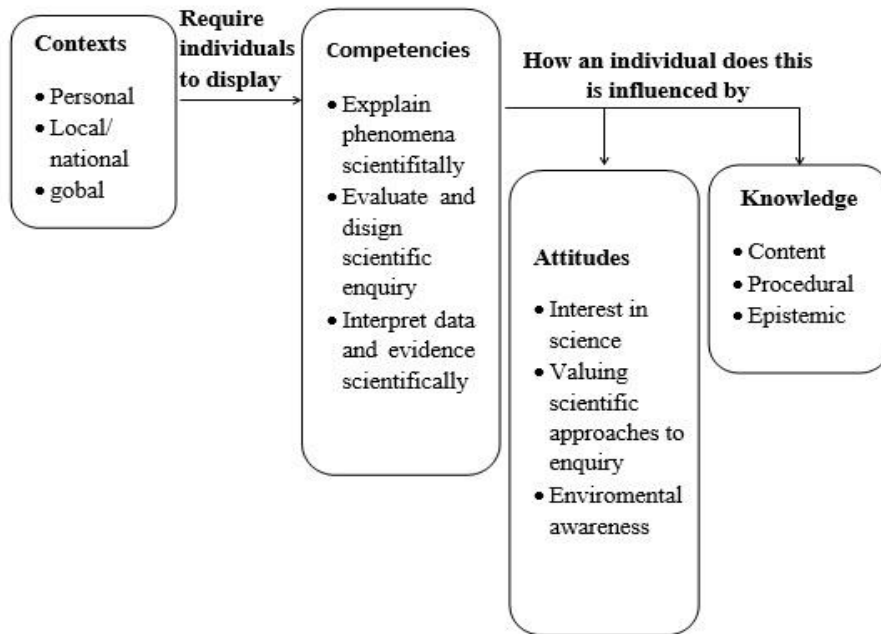 Contexts
• Personal
• Local/
national
• gobal
Require
individuals
to display
Competencies
• Expplain
phenomena
scientifitally
• Evaluate and
disign
scientific
enquiry
• Interpret data
and evidence
scientifically
How an individual does this
is influenced by
Attitudes
• Interest in
science
• Valuing
scientific
approaches to
enquiry
• Enviromental
awareness
Knowledge
• Content
• Procedural
• Epistemic